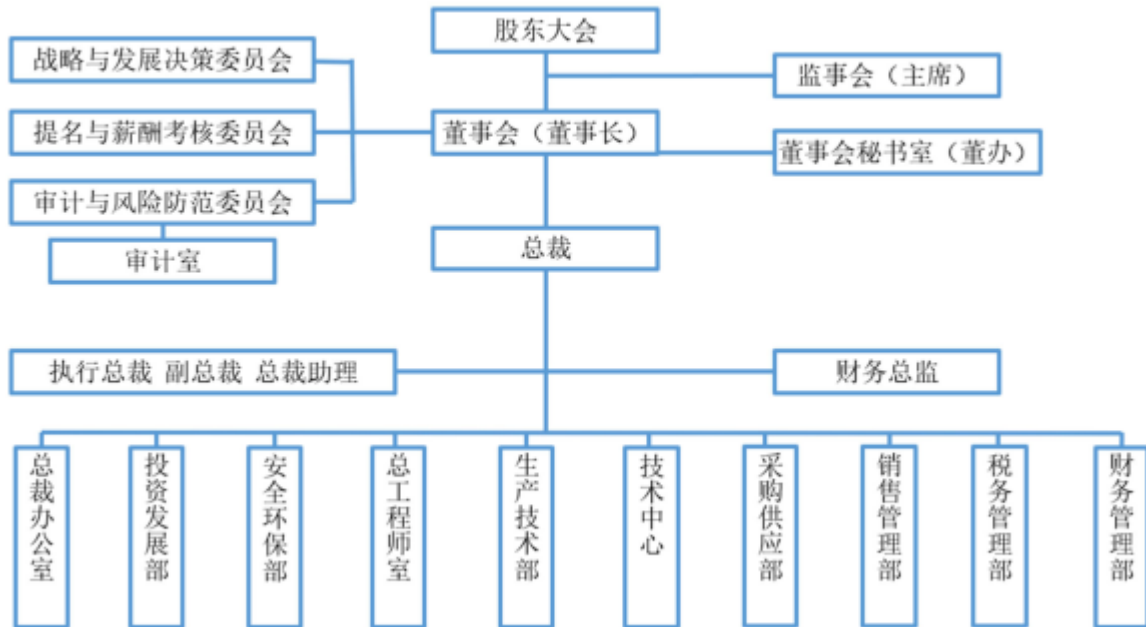 股东大会
战略与发展决策委员会
监事会（主席）
提名与薪酬考核委员会
董事会（董事长）
董事会秘书室（董办）
审计与风险防范委员会
审计室
总裁
执行总裁 副总裁 总裁助理
财务总监
总裁办公室
投资发展部
安全环保部
总工程师室
生产技术部
技术中心
采购供应部
销售管理部
税务管理部
财务管理部